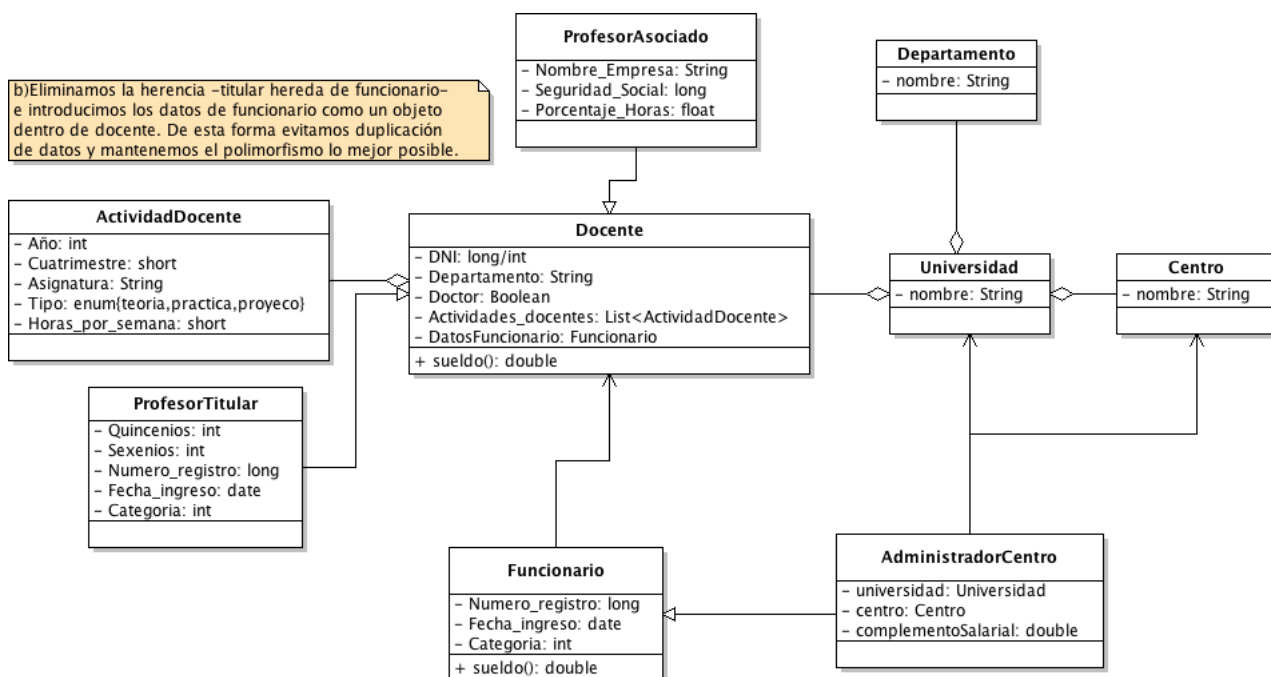 b)Eliminamos la herencia –titular hereda de funcionario–
e introducimos los datos de funcionario como un objeto
dentro de docente. De esta forma evitamos duplicación
de datos y mantenemos el polimorfismo lo mejor posible.
ProfesorAsociado
– Nombre_Empresa: String
– Seguridad_Social: long
– Porcentaje_Horas: float
Departamento
– nombre: String
ActividadDocente
– Año: int
– Cuatrimestre: short
– Asignatura: String
– Tipo: enum{teoria,practica,proyeco}
– Horas_por_semana: short
Docente
– DNI: long/int
– Departamento: String
– Doctor: Boolean
– Actividades_docentes: List<ActividadDocente>
– DatosFuncionario: Funcionario
+ sueldo(): double
Universidad
– nombre: String
Centro
– nombre: String
ProfesorTitular
– Quincenios: int
– Sexenios: int
– Numero_registro: long
– Fecha_ingreso: date
– Categoria: int
Funcionario
– Numero_registro: long
– Fecha_ingreso: date
– Categoria: int
+ sueldo(): double
AdministradorCentro
– universidad: Universidad
– centro: Centro
– complementoSalarial: double